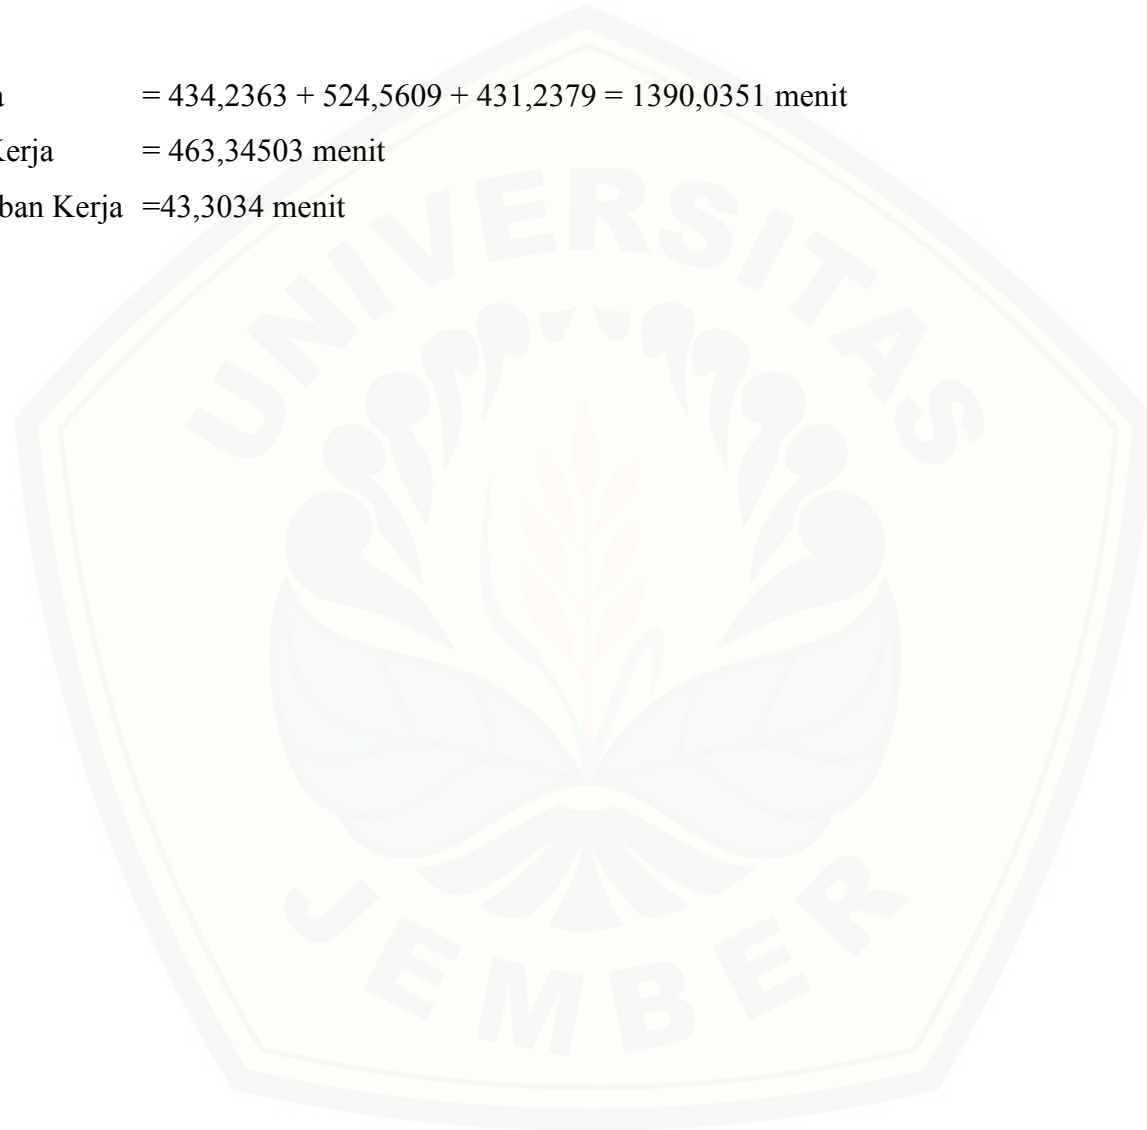 a = 434,2363 + 524,5609 + 431,2379 = 1390,0351 menit
Kerja = 463,34503 menit
ban Kerja =43,3034 menit
UNIVERSITAS
JEMBER